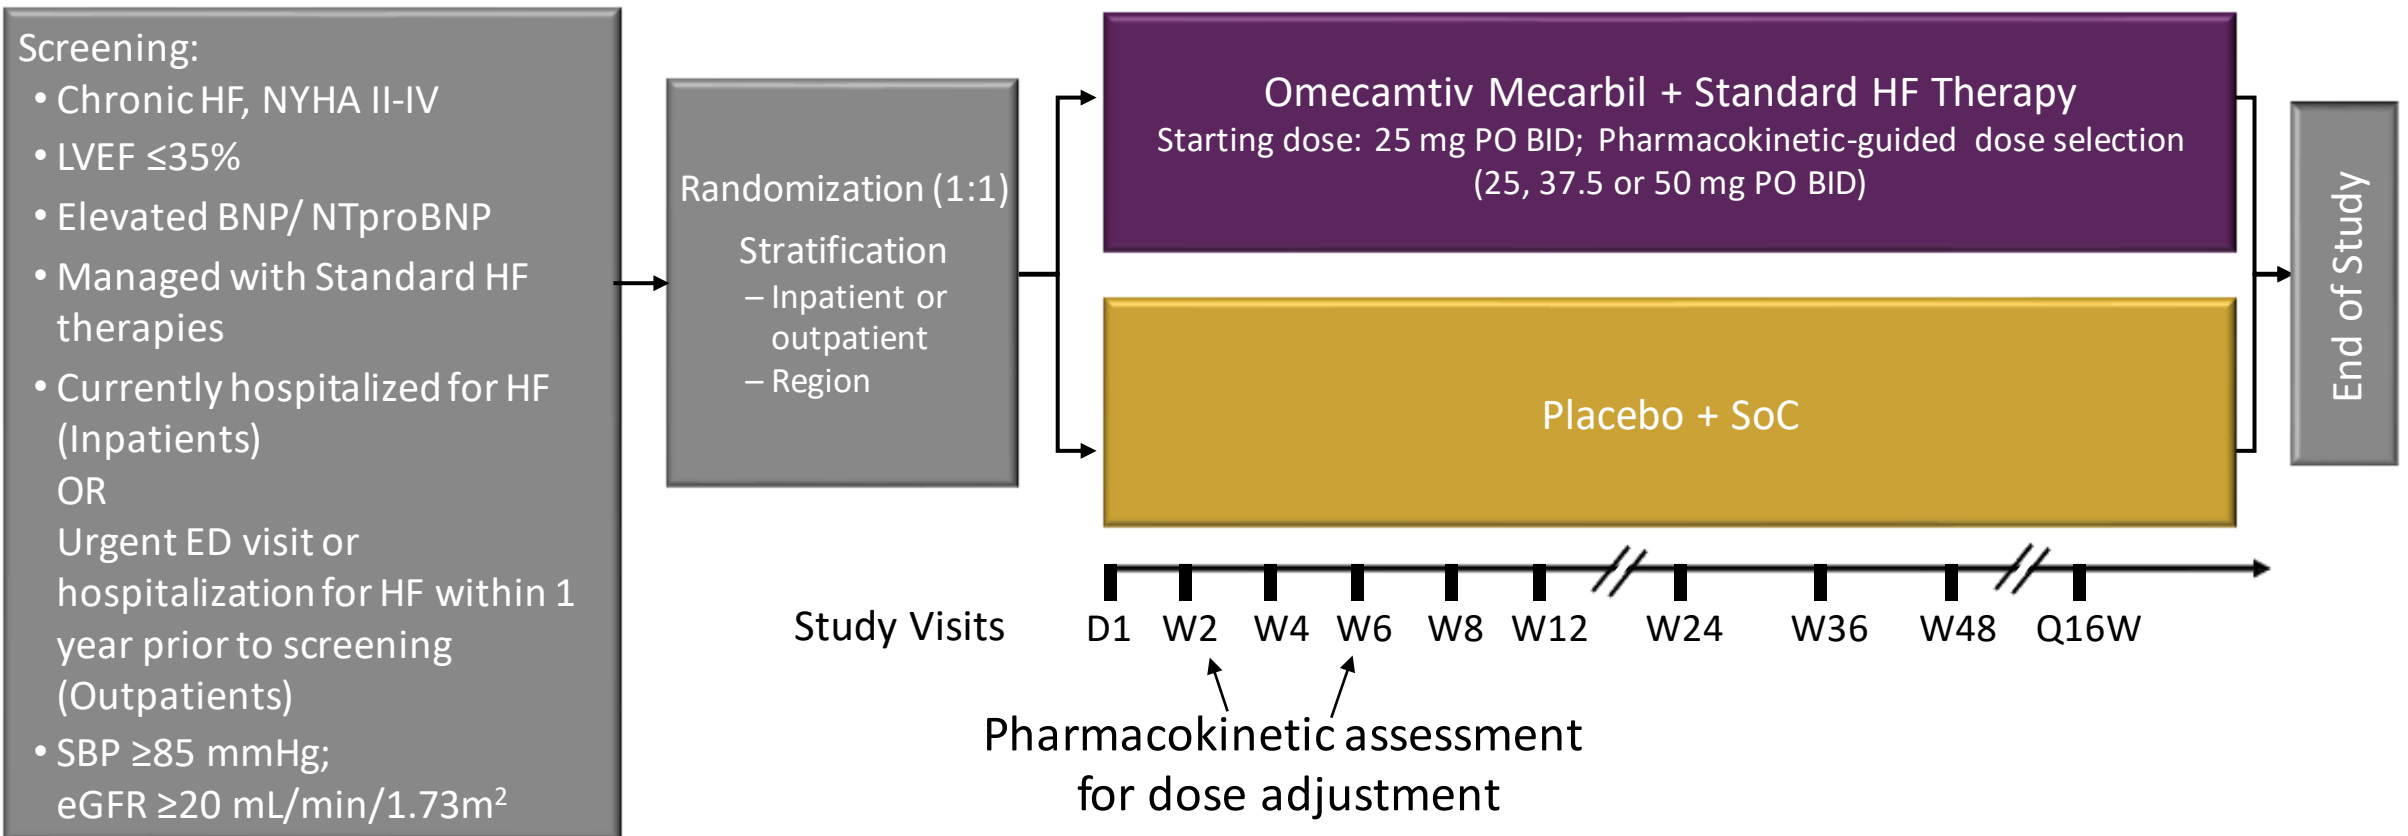 Screening:
• Chronic HF, NYHA II-IV
• LVEF ≤35%
• Elevated BNP/ NTproBNP
• Managed with Standard HF
therapies
• Currently hospitalized for HF
(Inpatients)
OR
Urgent ED visit or
hospitalization for HF within 1
year prior to screening
(Outpatients)
• SBP ≥85 mmHg;
eGFR ≥20 mL/min/1.73m²
Randomization (1:1)
Stratification
– Inpatient or
outpatient
– Region
Omecamtiv Mecarbil + Standard HF Therapy
Starting dose: 25 mg PO BID; Pharmacokinetic-guided dose selection
(25, 37.5 or 50 mg PO BID)
Placebo + SoC
End of Study
Study Visits D1 W2 W4 W6 W8 W12 W24 W36 W48 Q16W
Pharmacokinetic assessment
for dose adjustment